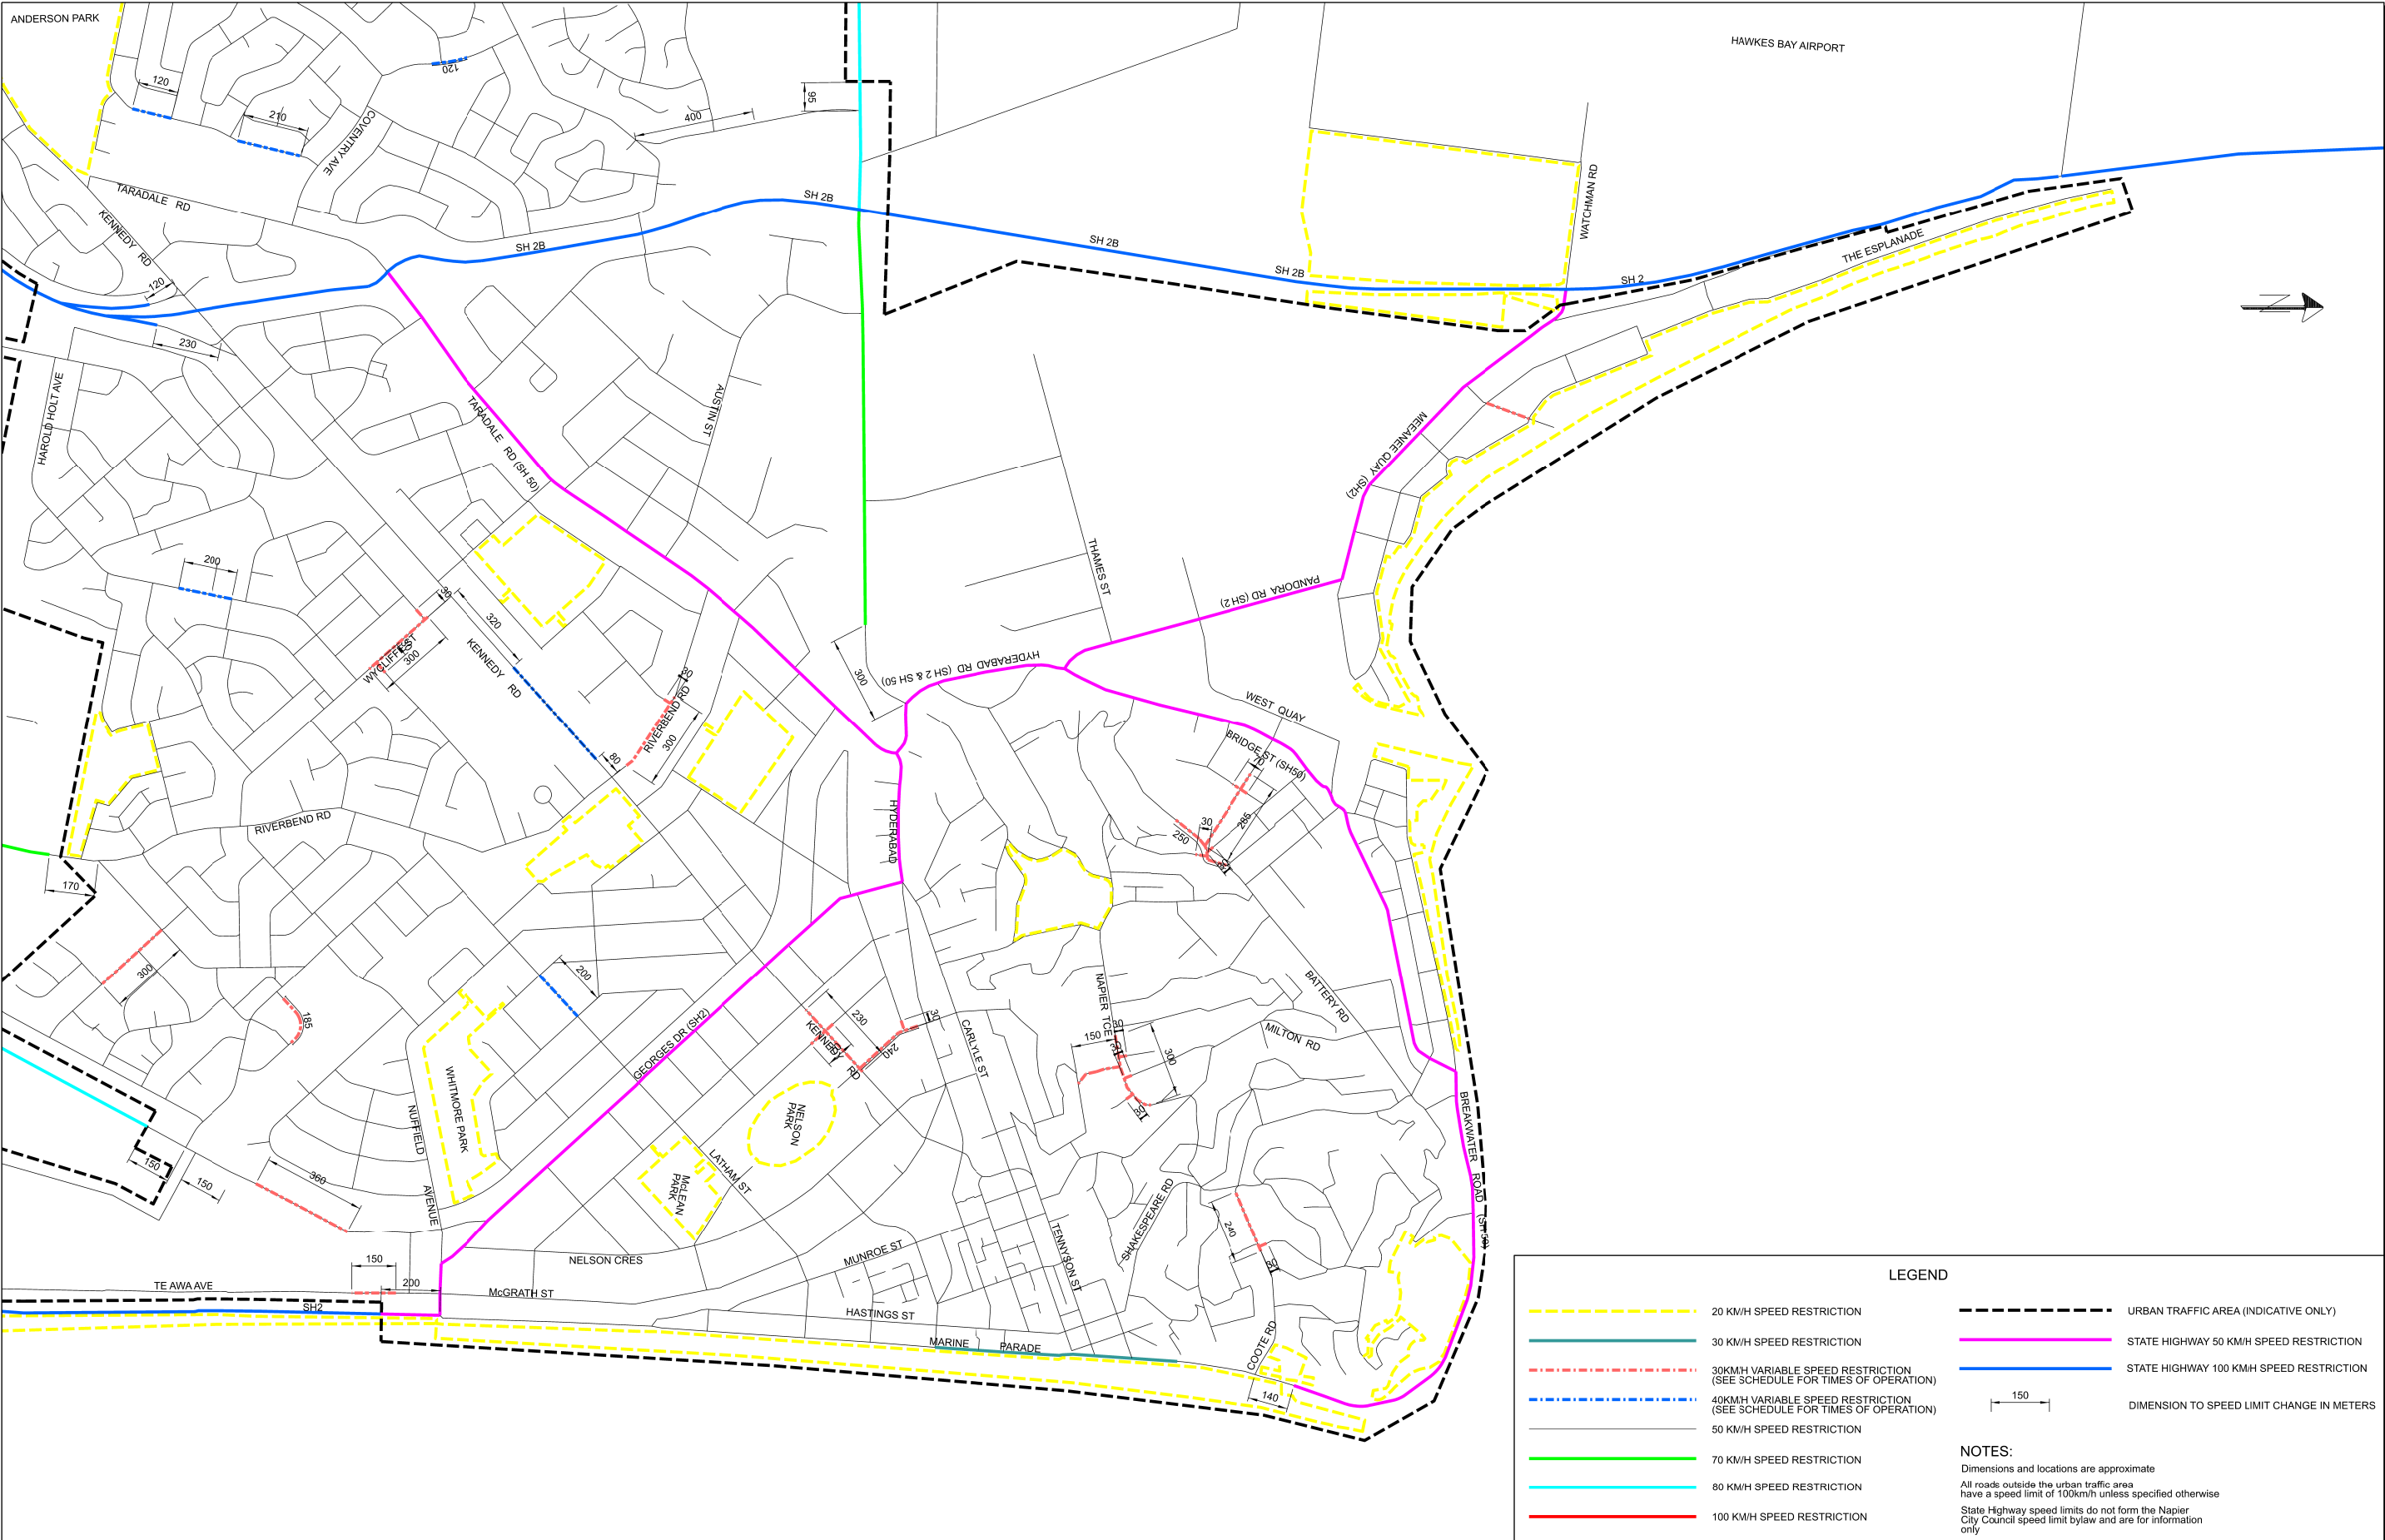 ANDERSON PARK
HAWKES BAY AIRPORT
120
120
210
COVENTRY AVE
400
95
TARADALE RD
KENNEDY RD
SH 2B
SH 2B
SH 2B
SH 2B
WATCHMAN RD
SH 2
THE ESPLANADE
120
230
HAROLD HOLT AVE
TARADALE RD (SH 50)
AUSTIN ST
MEEANEE QUAY (SH2)
THAMES ST
PANDORA RD (SH 2)
200
30
320
WYCLIFFE ST
300
KENNEDY RD
HYDERABAD RD (SH 2 & SH 50)
300
RIVERBEND RD
300
80
WEST QUAY
BRIDGE ST (SH50)
70
265
30
250
HYDERABAD
RIVERBEND RD
170
300
185
200
GEORGES DR (SH2)
230
KENNEDY RD
240
30
CARLYLE ST
NAPIER TCE
150
30
300
BATTERY RD
MILTON RD
WHITMORE PARK
NUFFIELD AVENUE
NELSON
PARK
LATHAM ST
McLEAN
PARK
BREAKWATER ROAD (SH50)
SHAKESPEARE RD
TENNYSON ST
240
30
150
150
360
NELSON CRES
MUNROE ST
150
200
TE AWA AVE
McGRATH ST
SH2
HASTINGS ST
MARINE PARADE
COOTE RD
140
LEGEND
20 KM/H SPEED RESTRICTION
30 KM/H SPEED RESTRICTION
30KM/H VARIABLE SPEED RESTRICTION
(SEE SCHEDULE FOR TIMES OF OPERATION)
40KM/H VARIABLE SPEED RESTRICTION
(SEE SCHEDULE FOR TIMES OF OPERATION)
50 KM/H SPEED RESTRICTION
70 KM/H SPEED RESTRICTION
80 KM/H SPEED RESTRICTION
100 KM/H SPEED RESTRICTION
URBAN TRAFFIC AREA (INDICATIVE ONLY)
STATE HIGHWAY 50 KM/H SPEED RESTRICTION
STATE HIGHWAY 100 KM/H SPEED RESTRICTION
150
DIMENSION TO SPEED LIMIT CHANGE IN METERS
NOTES:
Dimensions and locations are approximate
All roads outside the urban traffic area
have a speed limit of 100km/h unless specified otherwise
State Highway speed limits do not form the Napier
City Council speed limit bylaw and are for information
only